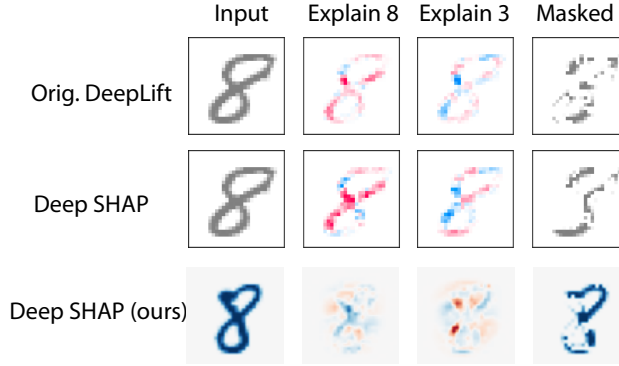 Input Explain 8 Explain 3 Masked
Orig. DeepLift
Deep SHAP
Deep SHAP (ours)